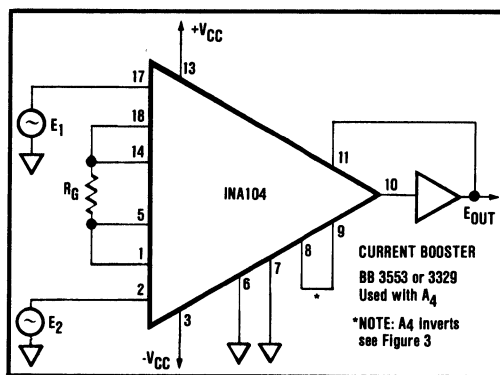 +VCC
13
17
E1
18
14
11
RG
INA104
10
EOUT
5
9
8
1
CURRENT BOOSTER
7
6
BB 3553 or 3329
Used with A4
2
E2
3
*
*NOTE: A4 Inverts
see Figure 3
-VCC